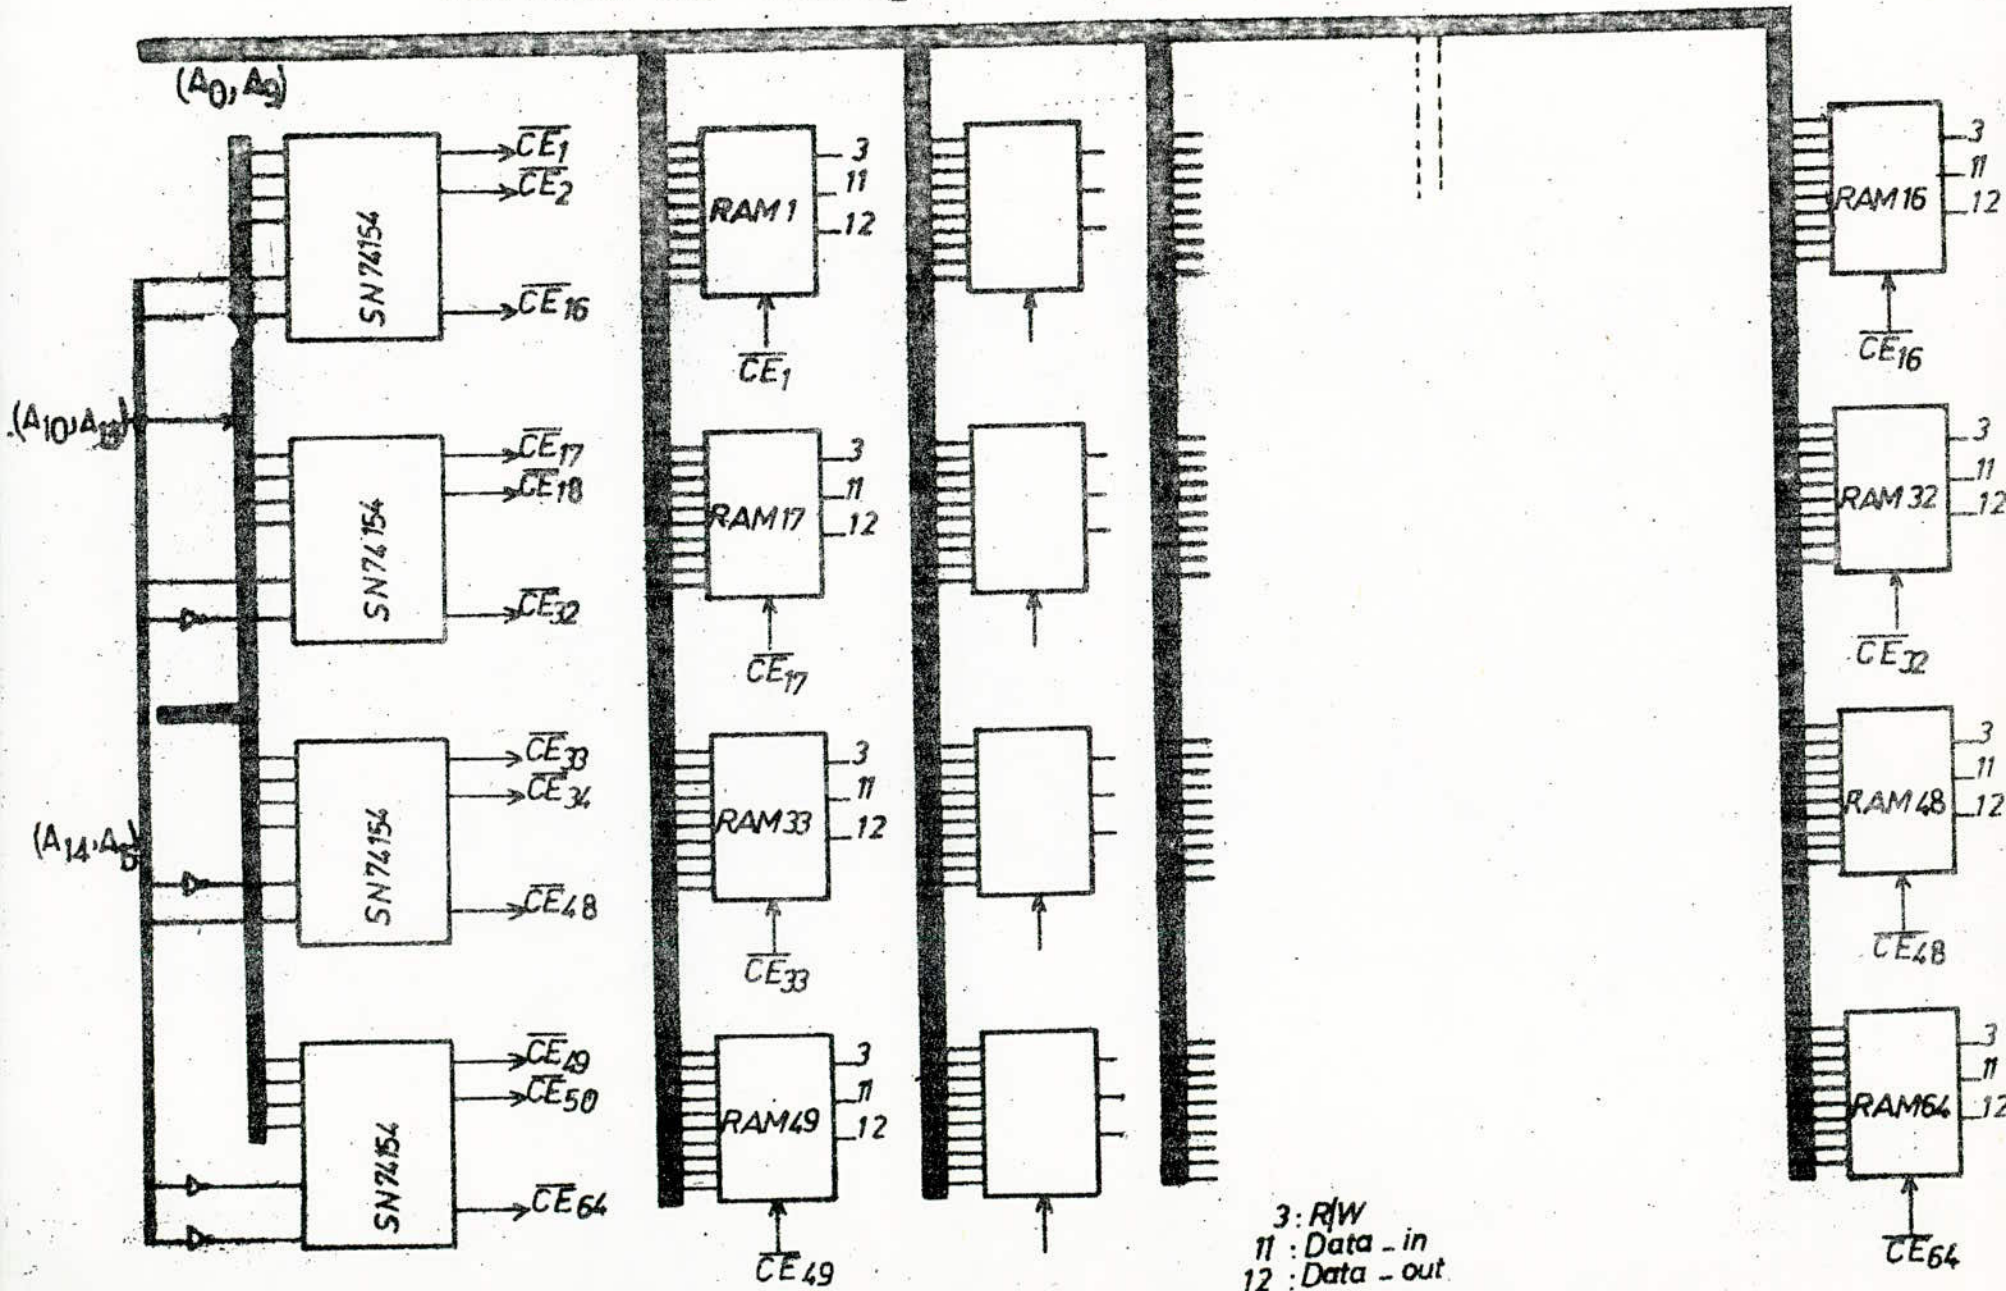 (A0, A9)
SN74154
CE1
CE2
CE16
RAM 1
3
11
12
CE1
RAM 16
3
11
12
CE16
(A10, A13)
SN74154
CE17
CE18
CE32
RAM 17
3
11
12
CE17
RAM 32
3
11
12
CE32
(A14, A15)
SN74154
CE33
CE34
CE48
RAM 33
3
11
12
CE33
RAM 48
3
11
12
CE48
SN74154
CE49
CE50
CE64
RAM 49
3
11
12
CE49
RAM64
3
11
12
CE64
3 : R/W
11 : Data - in
12 : Data - out